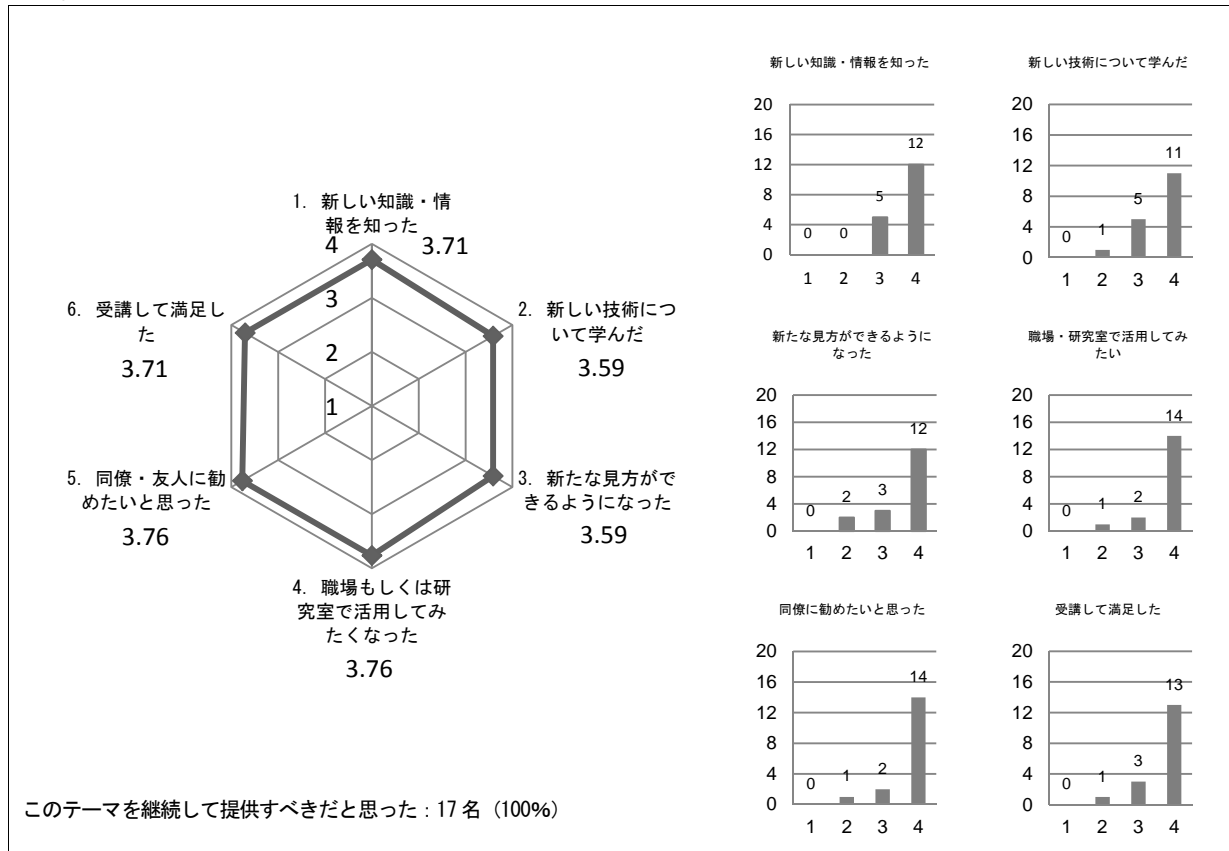 1. 新しい知識・情
報を知った
3.71
4
3
2
1
2. 新しい技術につ
いて学んだ
3.59
3. 新たな見方がで
きるようになった
3.59
4. 職場もしくは研
究室で活用してみ
たくなった
3.76
5. 同僚・友人に勧
めたいと思った
3.76
6. 受講して満足し
た
3.71
新しい知識・情報を知った
20
16
12
8
4
0
0 0 5 12
1 2 3 4
新しい技術について学んだ
20
16
12
8
4
0
0 1 5 11
1 2 3 4
新たな見方ができるように
なった
20
16
12
8
4
0
0 2 3 12
1 2 3 4
職場・研究室で活用してみ
たい
20
16
12
8
4
0
0 1 2 14
1 2 3 4
同僚に勧めたいと思った
20
16
12
8
4
0
0 1 2 14
1 2 3 4
受講して満足した
20
16
12
8
4
0
0 1 3 13
1 2 3 4
このテーマを継続して提供すべきだと思った：17 名（100%）